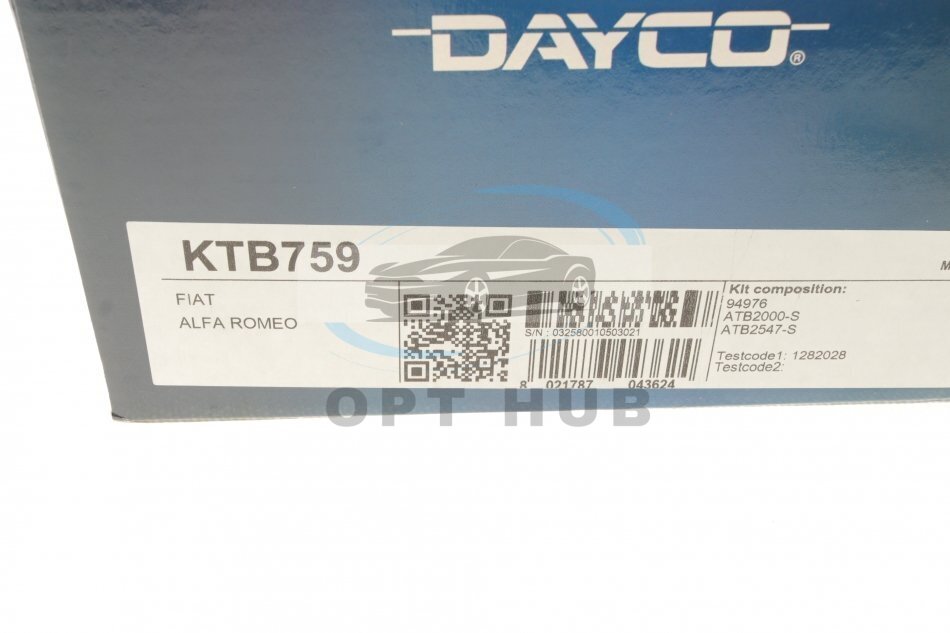 DAYCO®
KTB759
FIAT
ALFA ROMEO
S/N : 032580010503021
8 021787 043624
Kit composition:
94976
ATB2000-S
ATB2547-S
Testcode1: 1282028
Testcode2:
M
OPT HUB